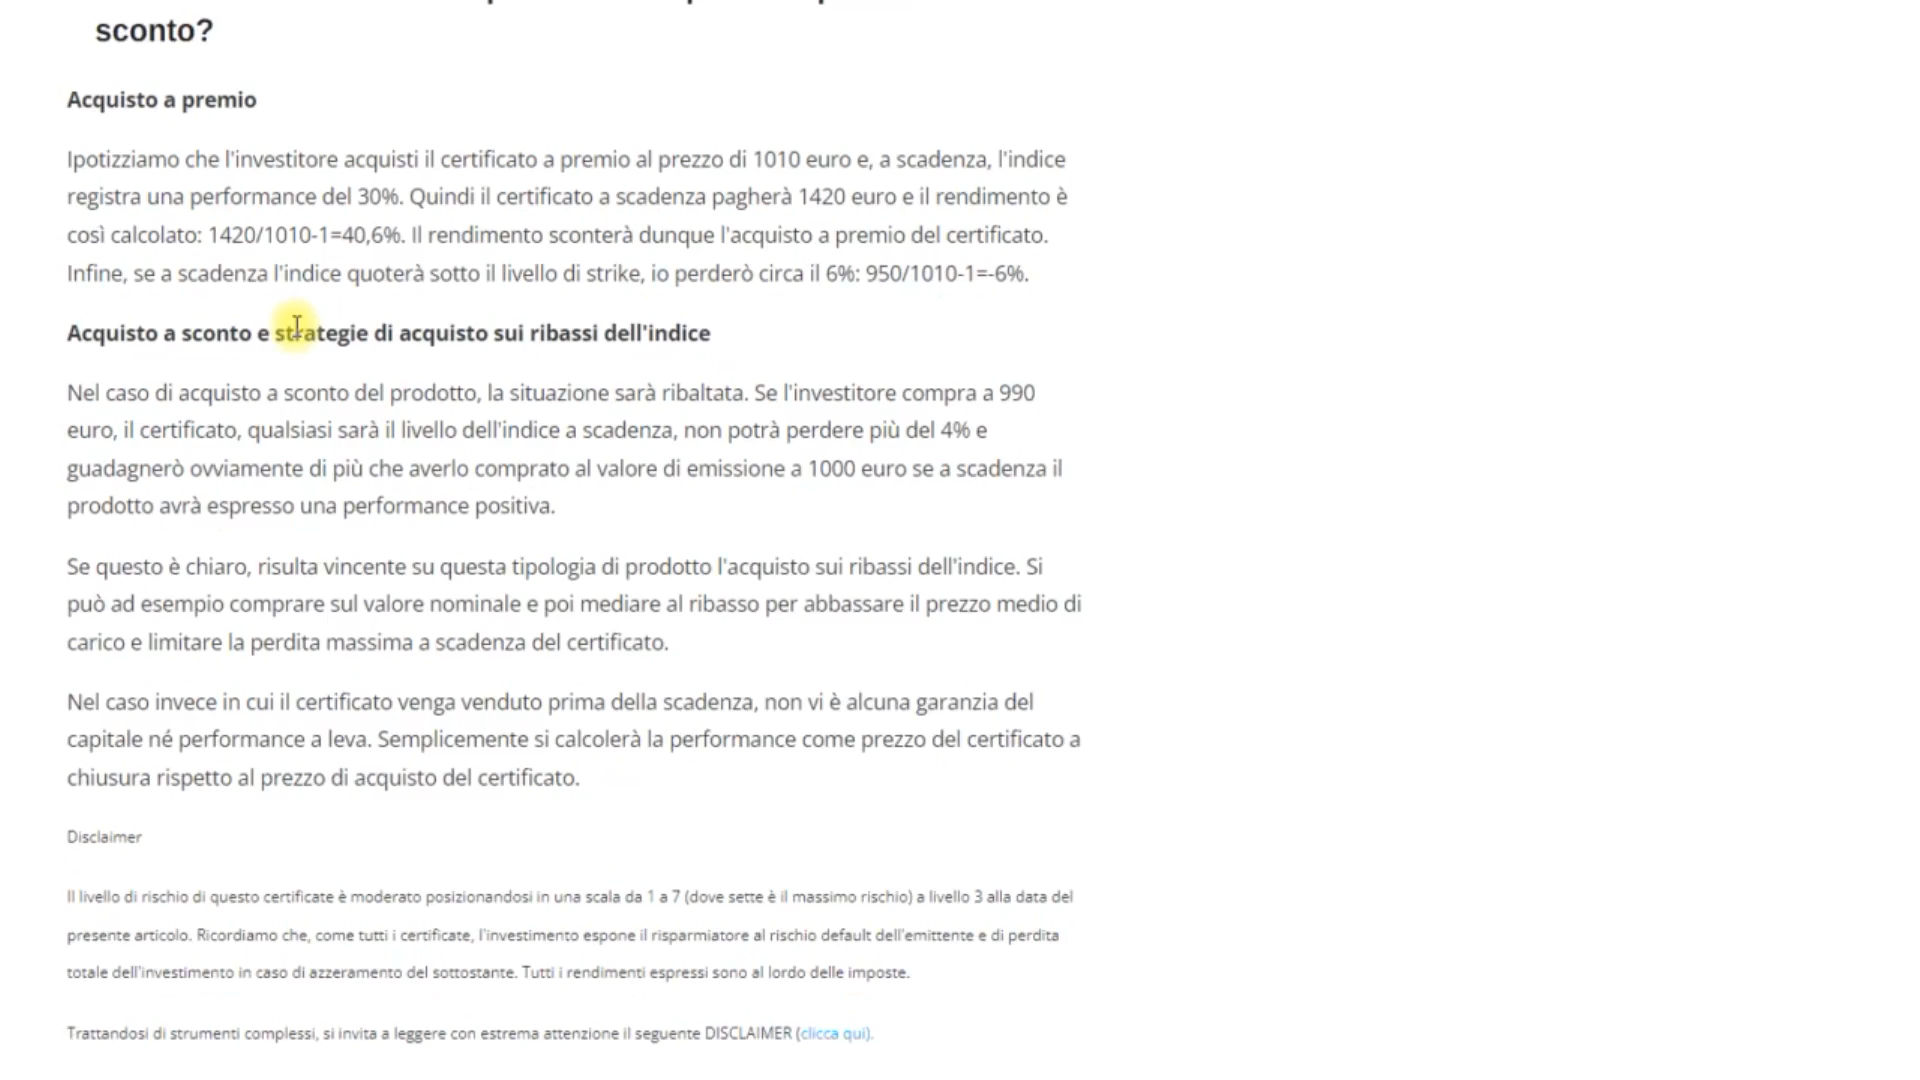 sconto?
Acquisto a premio
Ipotizziamo che l'investitore acquisti il certificato a premio al prezzo di 1010 euro e, a scadenza, l'indice
registra una performance del 30%. Quindi il certificato a scadenza pagherà 1420 euro e il rendimento è
così calcolato: 1420/1010-1=40,6%. Il rendimento sconterà dunque l'acquisto a premio del certificato.
Infine, se a scadenza l'indice quoterà sotto il livello di strike, io perderò circa il 6%: 950/1010-1=-6%.
Acquisto a sconto e strategie di acquisto sui ribassi dell'indice
Nel caso di acquisto a sconto del prodotto, la situazione sarà ribaltata. Se l'investitore compra a 990
euro, il certificato, qualsiasi sarà il livello dell'indice a scadenza, non potrà perdere più del 4% e
guadagnerò ovviamente di più che averlo comprato al valore di emissione a 1000 euro se a scadenza il
prodotto avrà espresso una performance positiva.
Se questo è chiaro, risulta vincente su questa tipologia di prodotto l'acquisto sui ribassi dell'indice. Si
può ad esempio comprare sul valore nominale e poi mediare al ribasso per abbassare il prezzo medio di
carico e limitare la perdita massima a scadenza del certificato.
Nel caso invece in cui il certificato venga venduto prima della scadenza, non vi è alcuna garanzia del
capitale né performance a leva. Semplicemente si calcolerà la performance come prezzo del certificato a
chiusura rispetto al prezzo di acquisto del certificato.
Disclaimer
Il livello di rischio di questo certificate è moderato posizionandosi in una scala da 1 a 7 (dove sette è il massimo rischio) a livello 3 alla data del
presente articolo. Ricordiamo che, come tutti i certificate, l'investimento espone il risparmiatore al rischio default dell'emittente e di perdita
totale dell'investimento in caso di azzeramento del sottostante. Tutti i rendimenti espressi sono al lordo delle imposte.
Trattandosi di strumenti complessi, si invita a leggere con estrema attenzione il seguente DISCLAIMER (clicca qui).